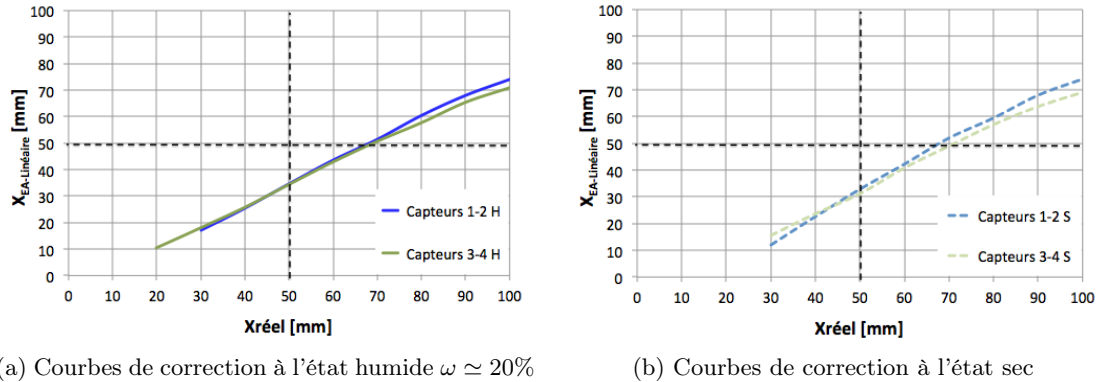 100
90
80
70
60
50
40
30
20
10
0
X_EA-Linéaire [mm]
0 10 20 30 40 50 60 70 80 90 100
Xréel [mm]
Capteurs 1-2 H
Capteurs 3-4 H
(a) Courbes de correction à l'état humide ω ≃ 20%
100
90
80
70
60
50
40
30
20
10
0
X_EA-Linéaire [mm]
0 10 20 30 40 50 60 70 80 90 100
Xréel [mm]
Capteurs 1-2 S
Capteurs 3-4 S
(b) Courbes de correction à l'état sec